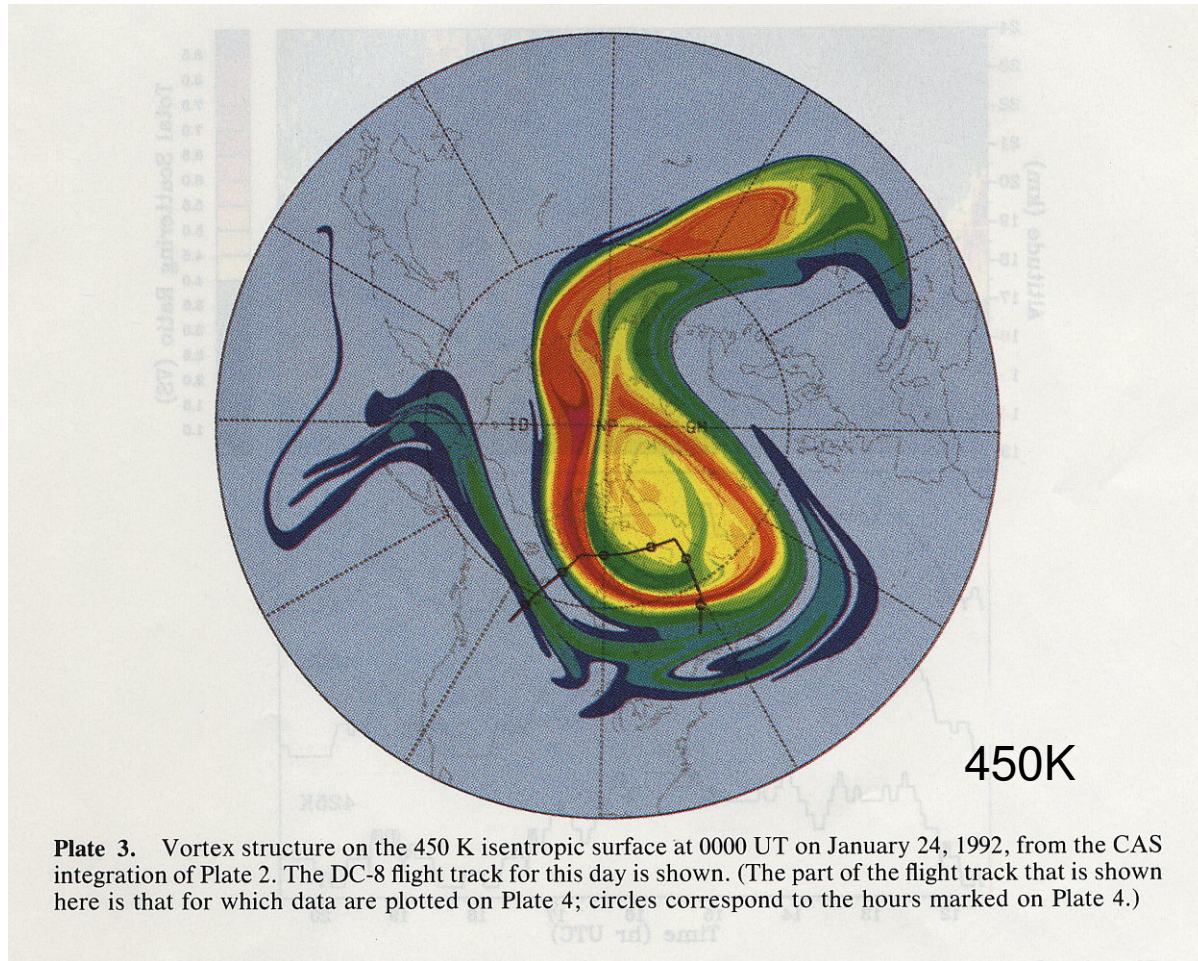 ID NP GM
450K
Plate 3. Vortex structure on the 450 K isentropic surface at 0000 UT on January 24, 1992, from the CAS
integration of Plate 2. The DC-8 flight track for this day is shown. (The part of the flight track that is shown
here is that for which data are plotted on Plate 4; circles correspond to the hours marked on Plate 4.)